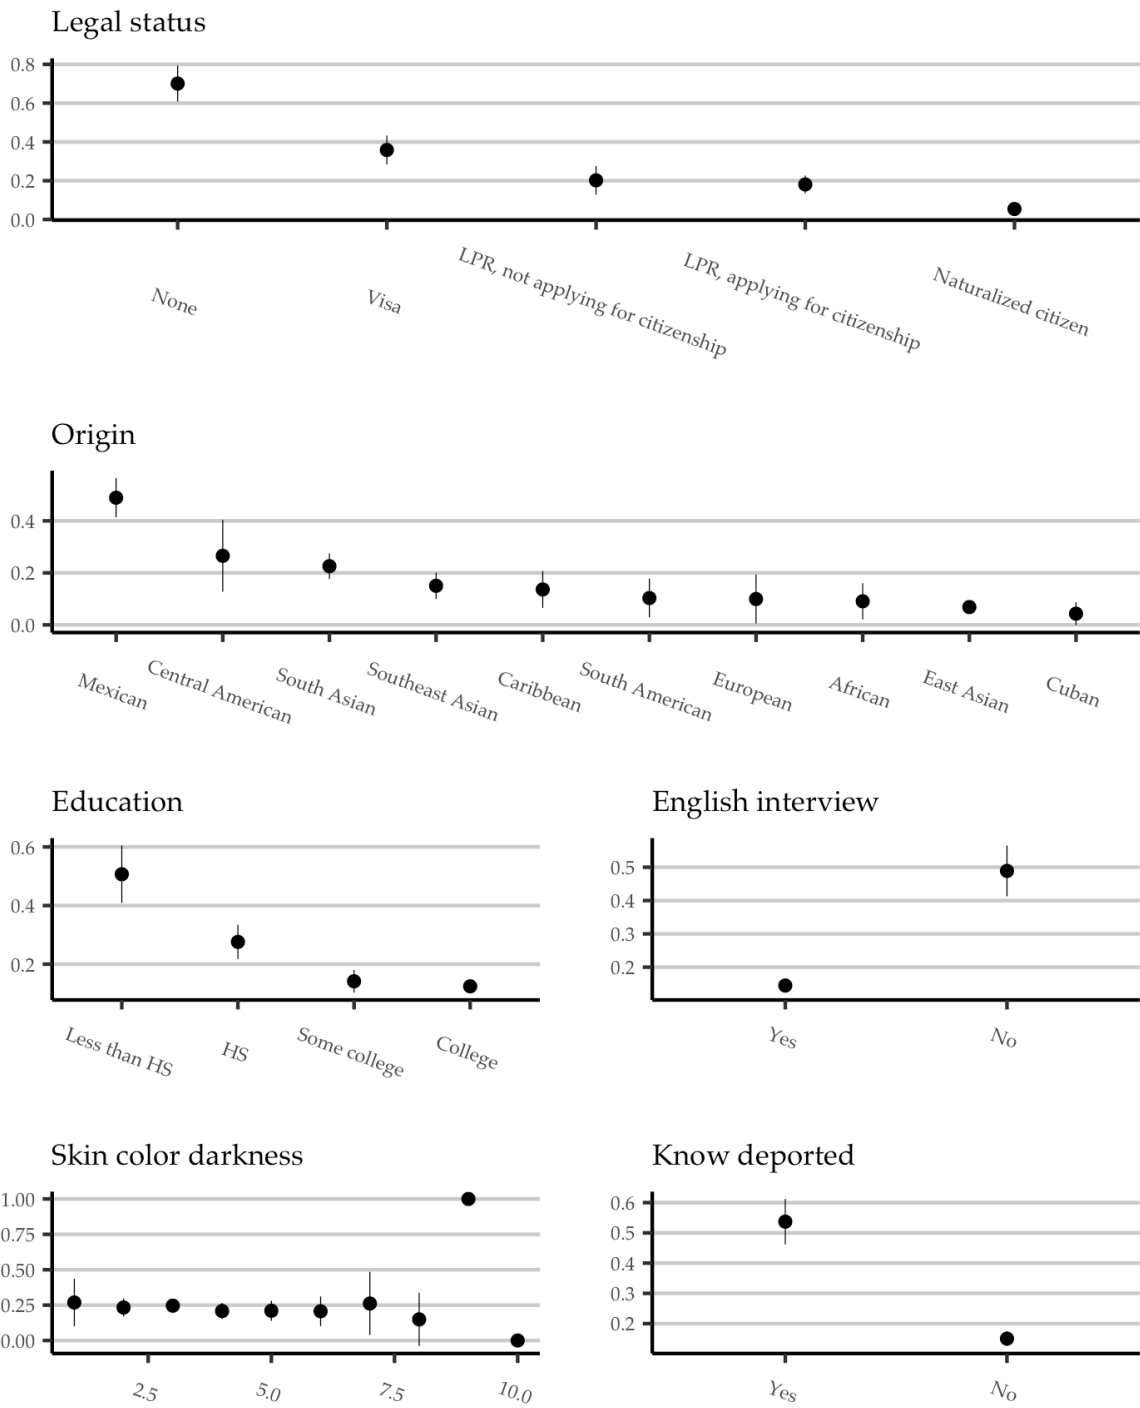 Legal status
0.8
0.6
0.4
0.2
0.0
None
Visa
LPR, not applying for citizenship
LPR, applying for citizenship
Naturalized citizen
Origin
0.4
0.2
0.0
Mexican
Central American
South Asian
Southeast Asian
Caribbean
South American
European
African
East Asian
Cuban
Education
0.6
0.4
0.2
Less than HS
HS
Some college
College
English interview
0.5
0.4
0.3
0.2
Yes
No
Skin color darkness
1.00
0.75
0.50
0.25
0.00
2.5
5.0
7.5
10.0
Know deported
0.6
0.5
0.4
0.3
0.2
Yes
No